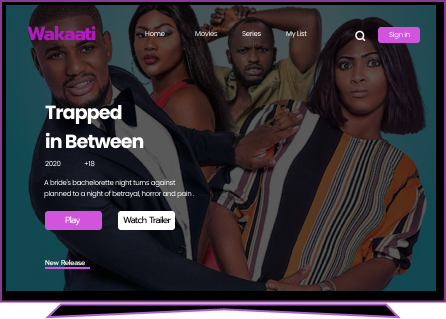 Wakaati
Home Movies Series My List Sign in
Trapped
in Between
2020 +18
A bride's bachelorette night turns against
planned to a night of betrayal, horror and pain.
Play Watch Trailer
New Release